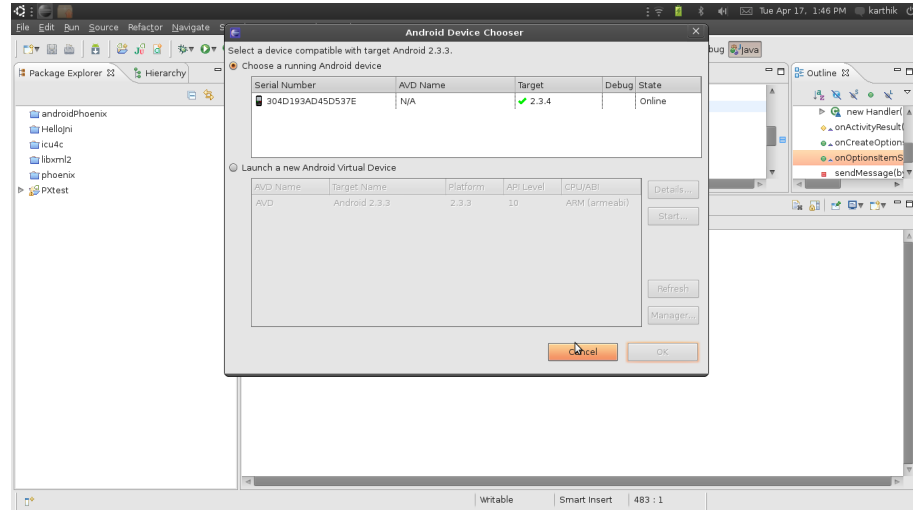 Tue Apr 17, 1:46 PM karthik
File Edit Run Source Refactor Navigate S
Android Device Chooser
Select a device compatible with target Android 2.3.3.
bug Java
Choose a running Android device
Package Explorer Hierarchy
Outline
Serial Number AVD Name Target Debug State
304D193AD45D537E N/A 2.3.4 Online
androidPhoenix
HelloJni
icu4c
libxml2
phoenix
PXtest
new Handler(
onActivityResult(
onCreateOption
onOptionsItemS
sendMessage(b
Launch a new Android Virtual Device
AVD Name Target Name Platform API Level CPU/ABI
AVD Android 2.3.3 2.3.3 10 ARM (armeabi)
Details...
Start...
Refresh
Manager...
Cancel OK
Writable Smart Insert 483 : 1